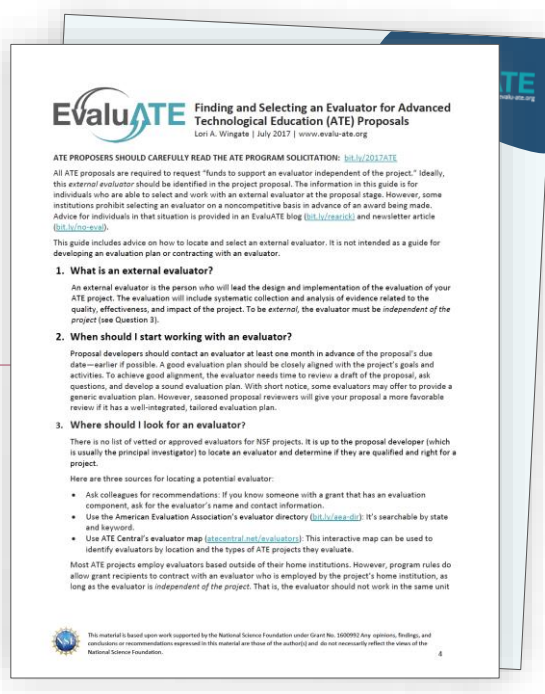 TE
evalu-ate.org
EvaluATE
Finding and Selecting an Evaluator for Advanced
Technological Education (ATE) Proposals
Lori A. Wingate | July 2017 | www.evalu-ate.org
ATE PROPOSERS SHOULD CAREFULLY READ THE ATE PROGRAM SOLICITATION: bit.ly/2017ATE
All ATE proposals are required to request “funds to support an evaluator independent of the project.” Ideally,
this external evaluator should be identified in the project proposal. The information in this guide is for
individuals who are able to select and work with an external evaluator at the proposal stage. However, some
institutions prohibit selecting an evaluator on a noncompetitive basis in advance of an award being made.
Advice for individuals in that situation is provided in an EvaluATE blog (bit.ly/rearick) and newsletter article
(bit.ly/no-eval).
This guide includes advice on how to locate and select an external evaluator. It is not intended as a guide for
developing an evaluation plan or contracting with an evaluator.
1. What is an external evaluator?
An external evaluator is the person who will lead the design and implementation of the evaluation of your
ATE project. The evaluation will include systematic collection and analysis of evidence related to the
quality, effectiveness, and impact of the project. To be external, the evaluator must be independent of the
project (see Question 3).
2. When should I start working with an evaluator?
Proposal developers should contact an evaluator at least one month in advance of the proposal’s due
date—earlier if possible. A good evaluation plan should be closely aligned with the project’s goals and
activities. To achieve good alignment, the evaluator needs time to review a draft of the proposal, ask
questions, and develop a sound evaluation plan. With short notice, some evaluators may offer to provide a
generic evaluation plan. However, seasoned proposal reviewers will give your proposal a more favorable
review if it has a well-integrated, tailored evaluation plan.
3. Where should I look for an evaluator?
There is no list of vetted or approved evaluators for NSF projects. It is up to the proposal developer (which
is usually the principal investigator) to locate an evaluator and determine if they are qualified and right for a
project.
Here are three sources for locating a potential evaluator:
• Ask colleagues for recommendations: If you know someone with a grant that has an evaluation
component, ask for the evaluator’s name and contact information.
• Use the American Evaluation Association’s evaluator directory (bit.ly/aea-dir): It’s searchable by state
and keyword.
• Use ATE Central’s evaluator map (atecentral.net/evaluators): This interactive map can be used to
identify evaluators by location and the types of ATE projects they evaluate.
Most ATE projects employ evaluators based outside of their home institutions. However, program rules do
allow grant recipients to contract with an evaluator who is employed by the project’s home institution, as
long as the evaluator is independent of the project. That is, the evaluator should not work in the same unit
NSF
This material is based upon work supported by the National Science Foundation under Grant No. 1600992 Any opinions, findings, and
conclusions or recommendations expressed in this material are those of the author(s) and do not necessarily reflect the views of the
National Science Foundation.
4